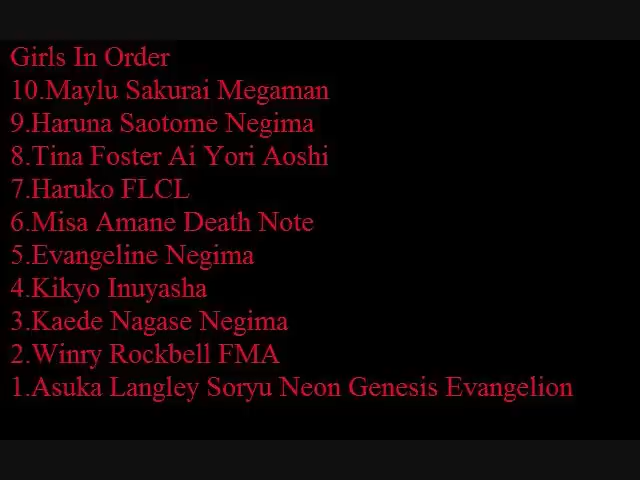 Girls In Order
10.Maylu Sakurai Megaman
9.Haruna Saotome Negima
8.Tina Foster Ai Yori Aoshi
7.Haruko FLCL
6.Misa Amane Death Note
5.Evangeline Negima
4.Kikyo Inuyasha
3.Kaede Nagase Negima
2.Winry Rockbell FMA
1.Asuka Langley Soryu Neon Genesis Evangelion